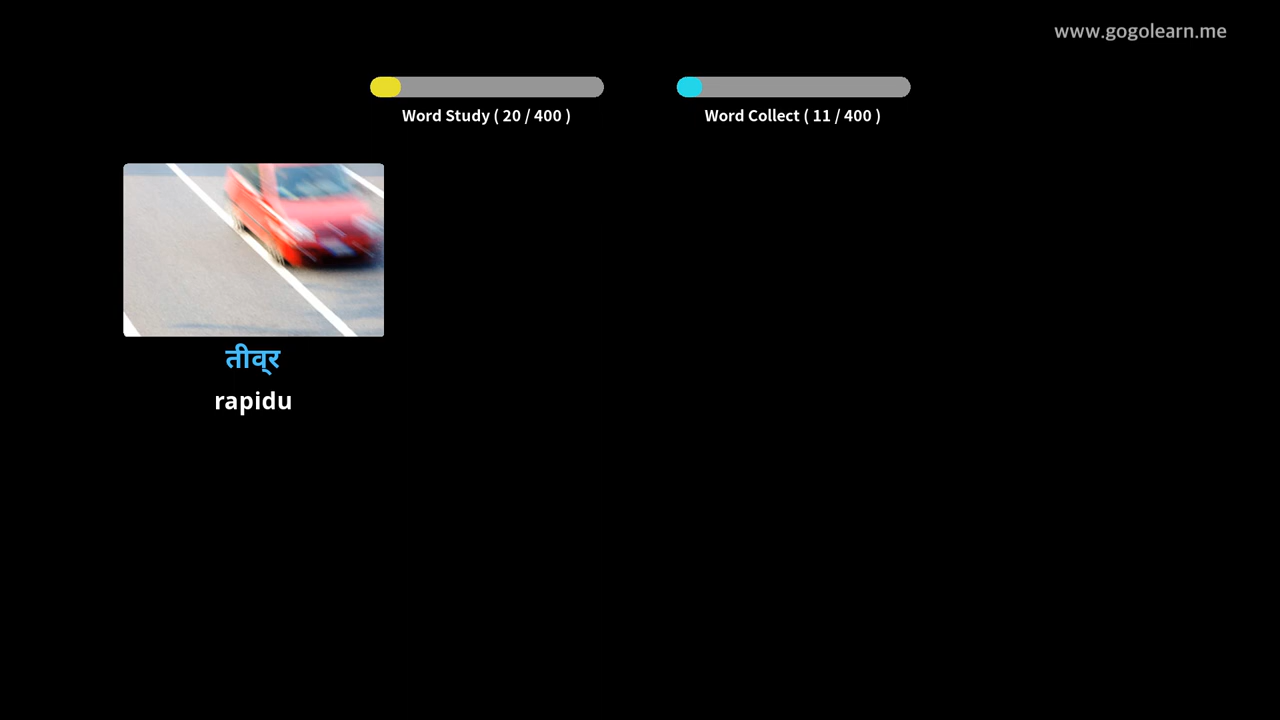 www.gogolearn.me
Word Study ( 20 / 400 )
Word Collect ( 11 / 400 )
तीव्र
rapidu